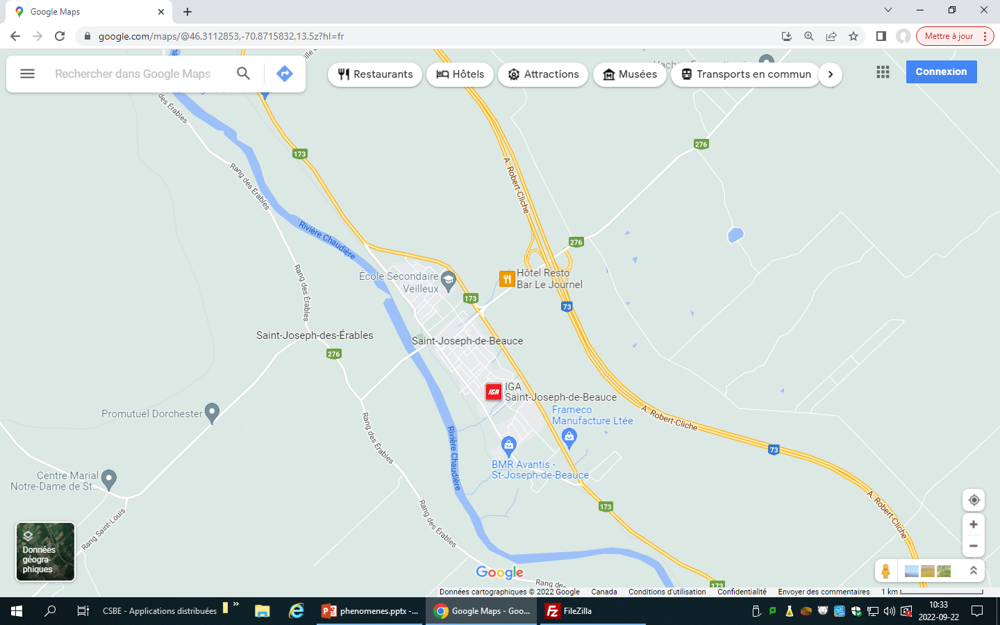 Google Maps
google.com/maps/@46.3112853,-70.8715832,13.5z?hl=fr
Mettre à jour
Rechercher dans Google Maps
Restaurants
Hôtels
Attractions
Musées
Transports en commun
Connexion
Rang des Érables
173
276
Rang des Érables
A. Robert-Cliche
Rivière Chaudière
276
Hôtel Resto
Bar Le Journel
École Secondaire
Veilleux
Rang des Érables
173
73
Saint-Joseph-des-Érables
Saint-Joseph-de-Beauce
276
IGA
IGA
Saint-Joseph-de-Beauce
Frameco
Manufacture Ltée
A. Robert-Cliche
Promutuel Dorchester
Rang des Érables
Rivière Chaudière
73
BMR Avantis -
St-Joseph-de-Beauce
Centre Marial
Notre-Dame de St...
173
A. Robert-Cliche
Rang des Érables
Rang Saint-Louis
Données
géogra-
phiques
Google
Rang des
173
Données cartographiques © 2022 Google
Canada
Conditions d'utilisation
Confidentialité
Envoyer des commentaires
1 km
CSBE - Applications distribuées
»
phenomenes.pptx -...
Google Maps - Goo...
FileZilla
10:33
2022-09-22